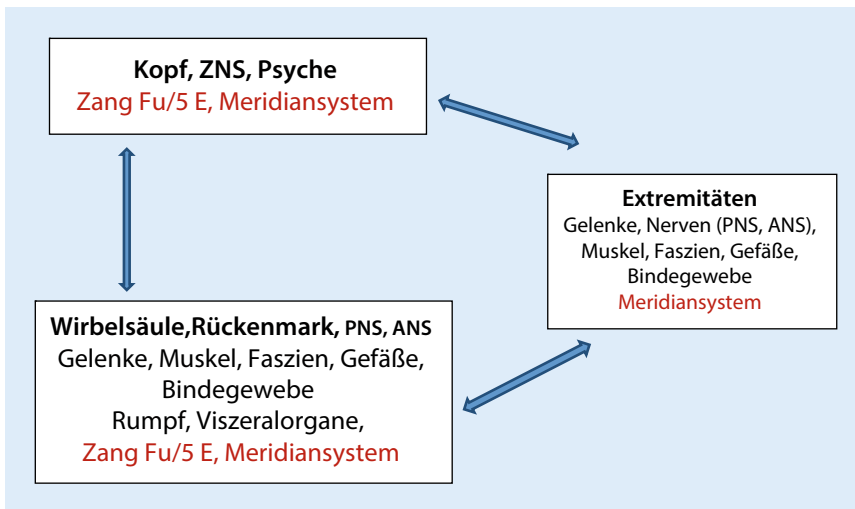 Kopf, ZNS, Psyche
Zang Fu/5 E, Meridiansystem
Extremitäten
Gelenke, Nerven (PNS, ANS),
Muskel, Faszien, Gefäße,
Bindegewebe
Meridiansystem
Wirbelsäule,Rückenmark, PNS, ANS
Gelenke, Muskel, Faszien, Gefäße,
Bindegewebe
Rumpf, Viszeralorgane,
Zang Fu/5 E, Meridiansystem